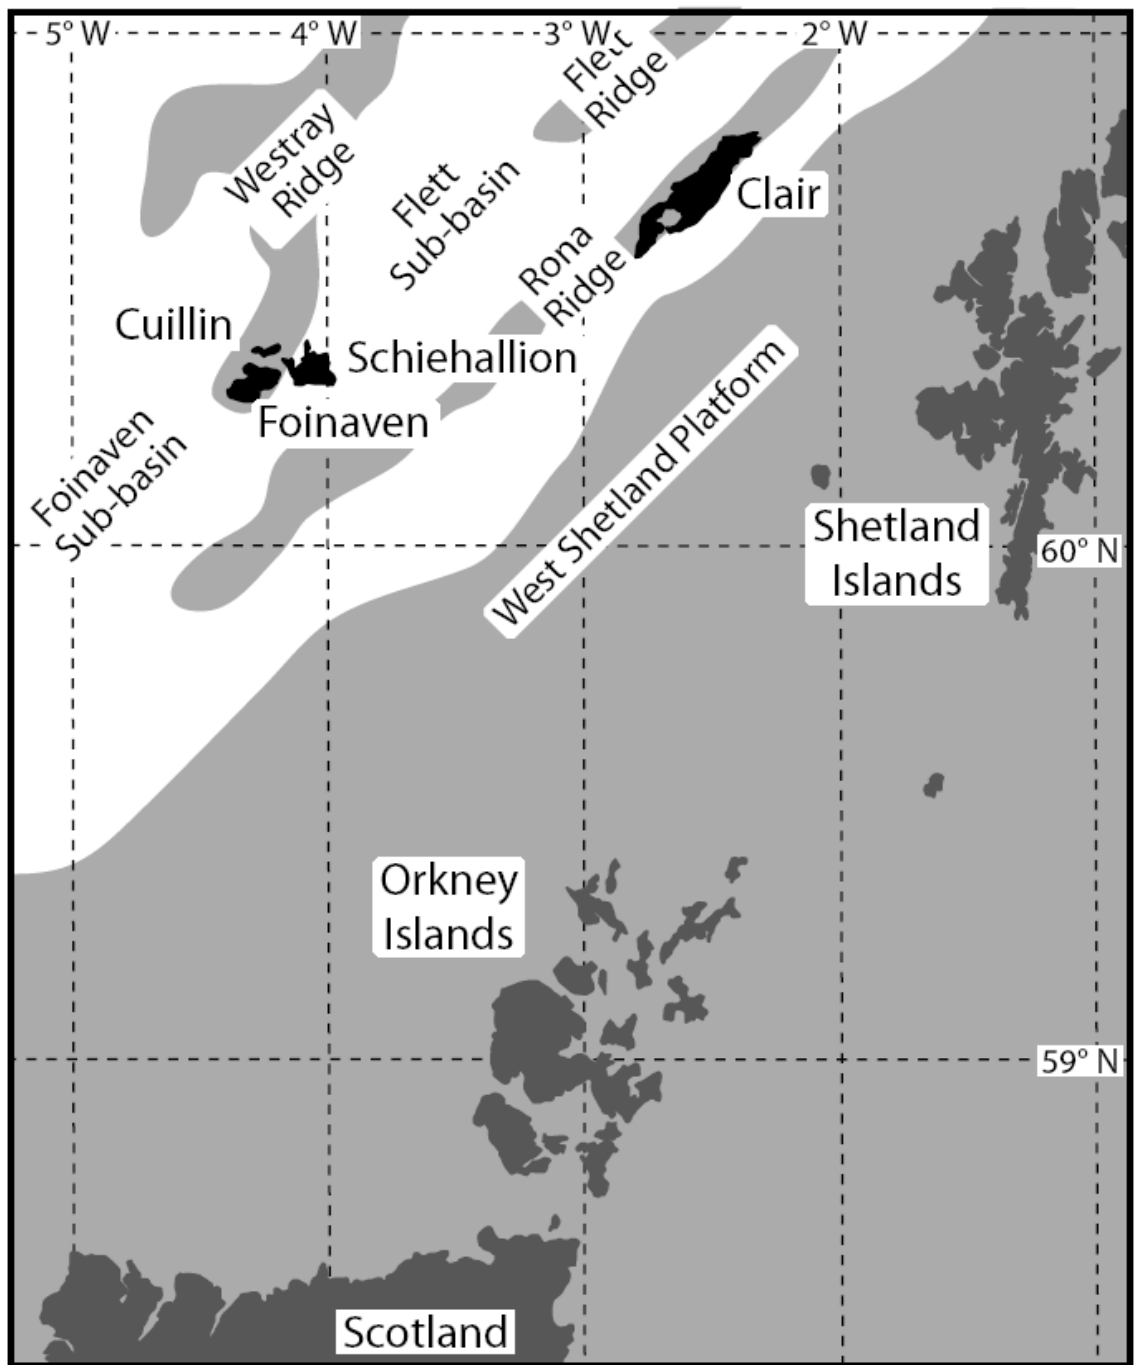 5° W
4° W
3° W
2° W
Flett
Ridge
Westray
Ridge
Flett
Sub-basin
Clair
Rona
Ridge
Cuillin
Schiehallion
Foinaven
Foinaven
Sub-basin
West Shetland Platform
Shetland
Islands
60° N
Orkney
Islands
59° N
Scotland